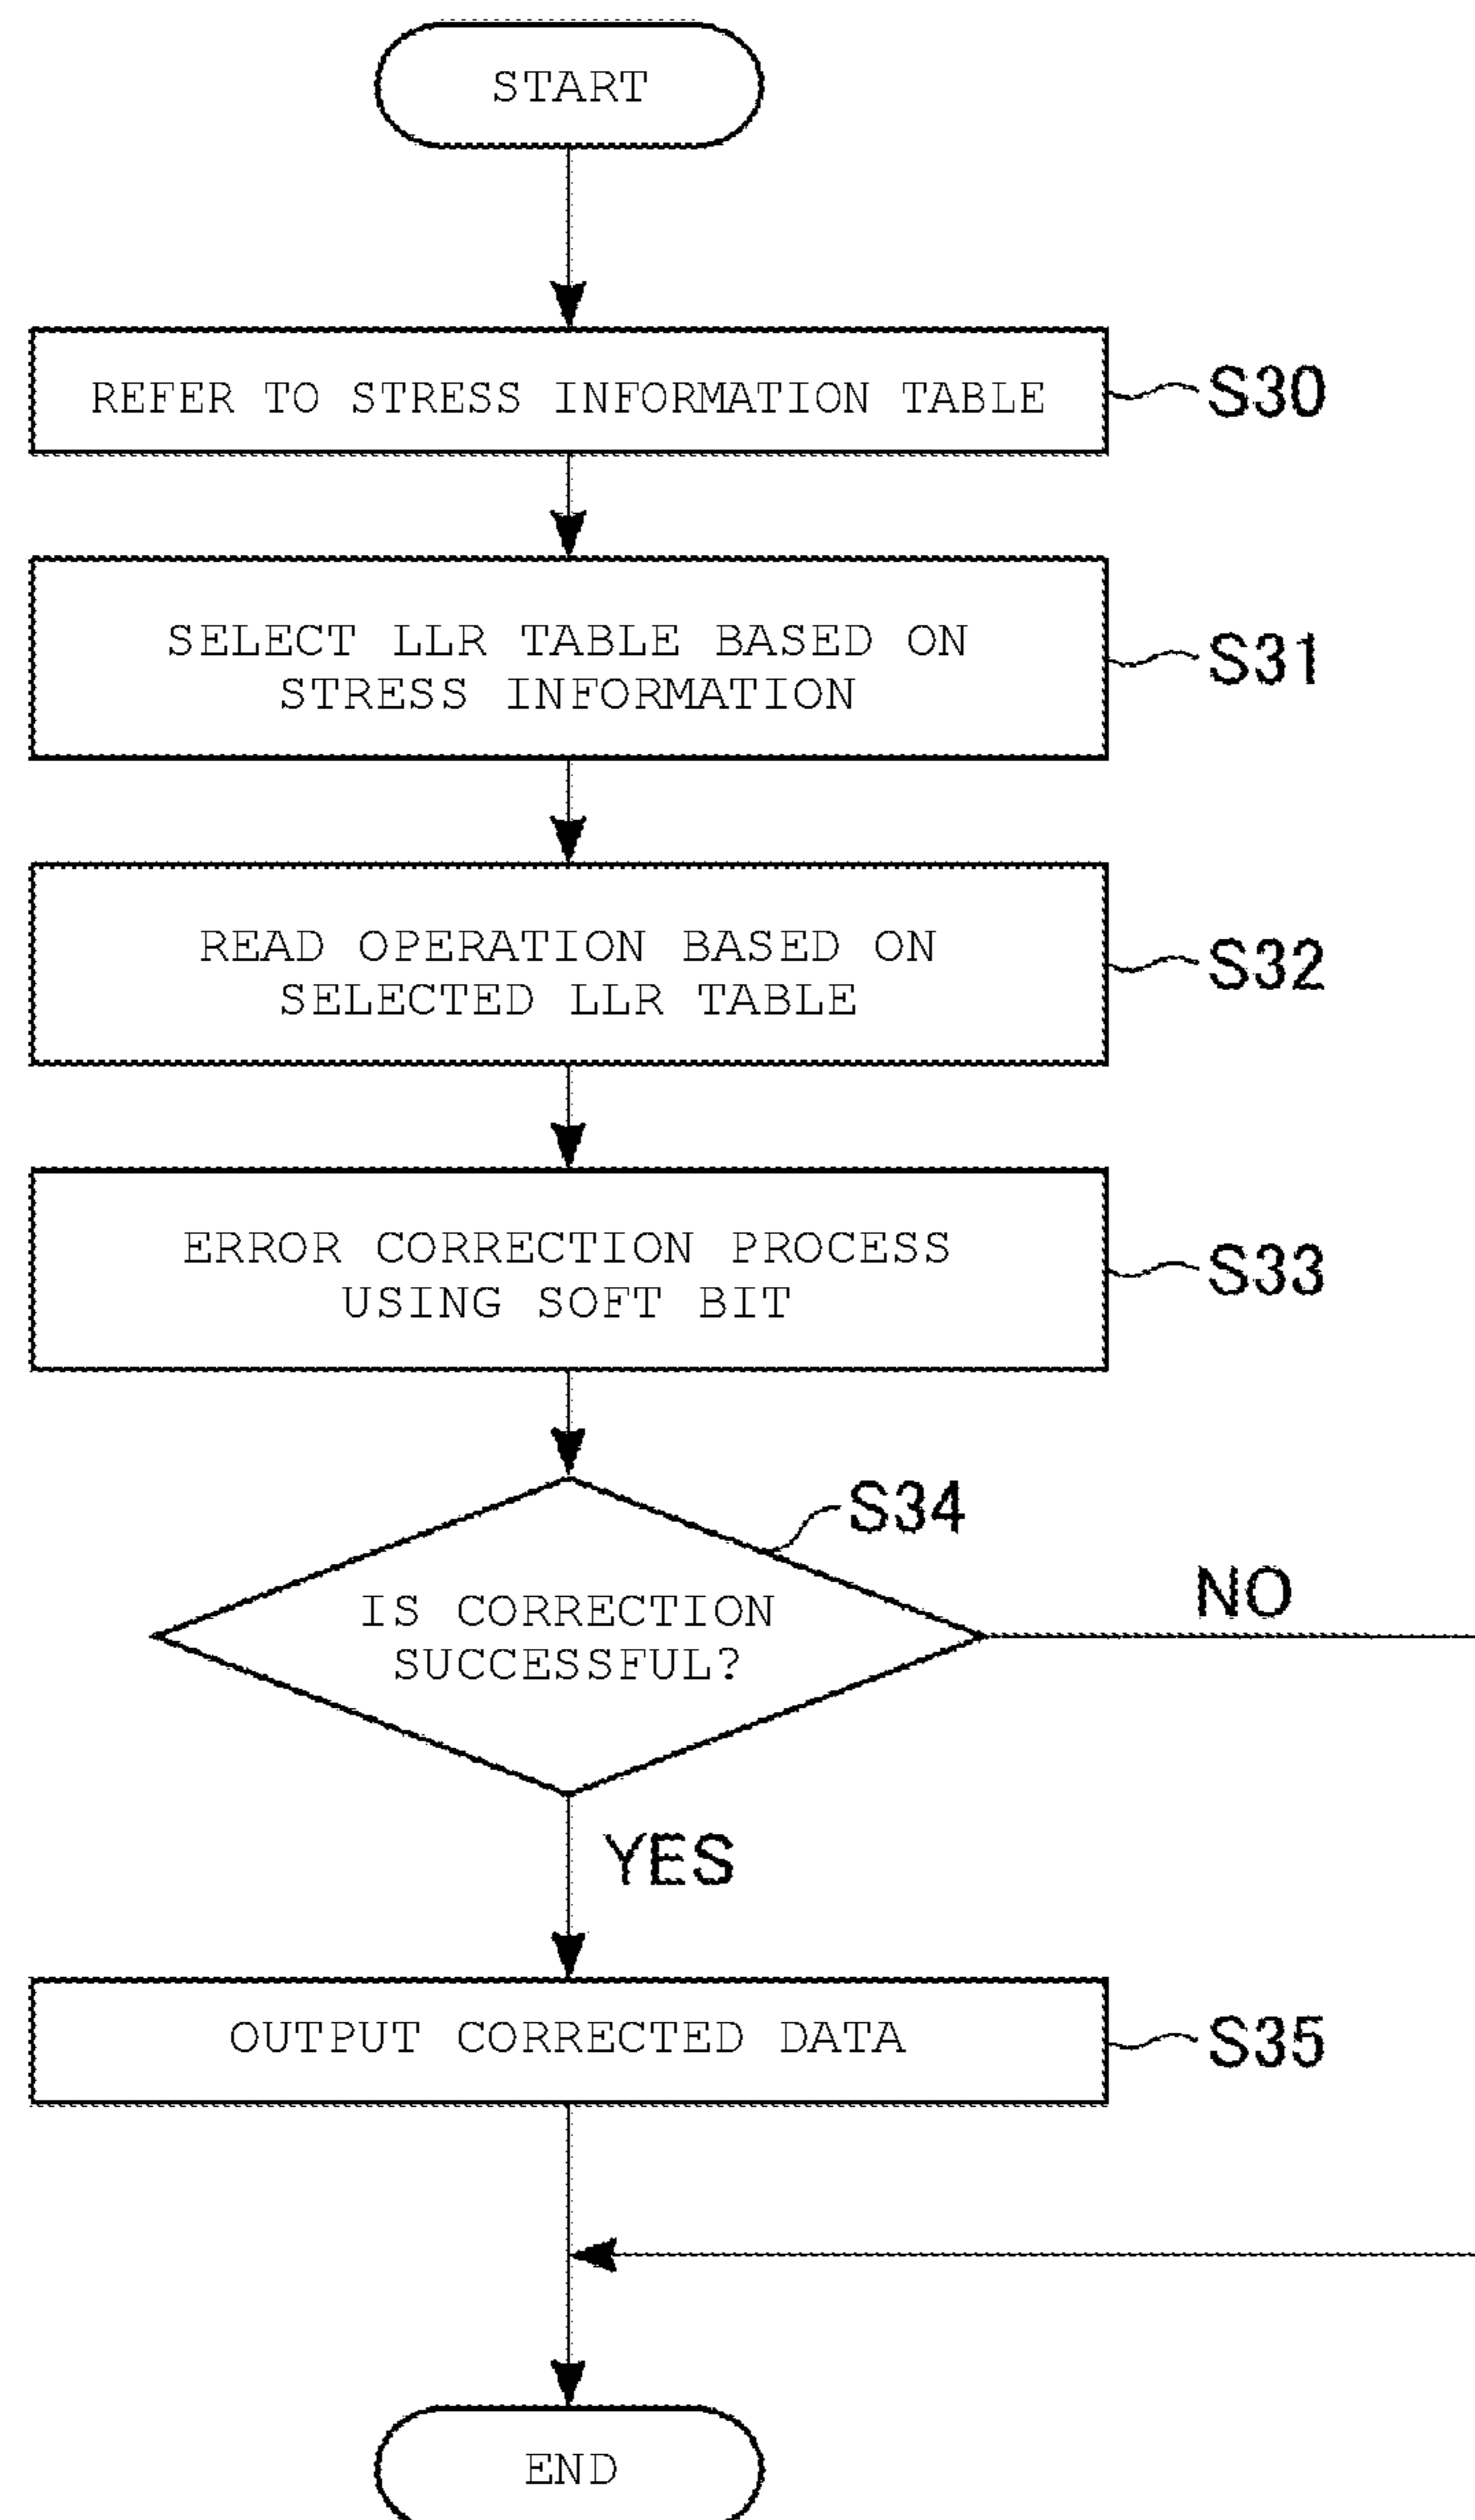 START
REFER TO STRESS INFORMATION TABLE
S30
SELECT LLR TABLE BASED ON
STRESS INFORMATION
S31
READ OPERATION BASED ON
SELECTED LLR TABLE
S32
ERROR CORRECTION PROCESS
USING SOFT BIT
S33
S34
IS CORRECTION
SUCCESSFUL?
NO
YES
OUTPUT CORRECTED DATA
S35
END